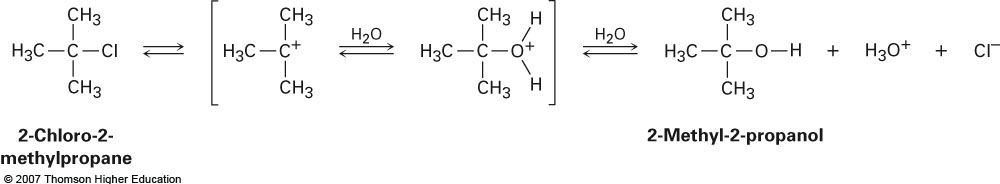 CH₃ CH₃ CH₃ H CH₃
H₃C—C—Cl H₃C—C⁺ H₂O H₃C—C—O⁺ H₂O H₃C—C—O—H + H₃O⁺ + Cl⁻
CH₃ CH₃ CH₃ H CH₃
2-Chloro-2-
methylpropane
2-Methyl-2-propanol
© 2007 Thomson Higher Education